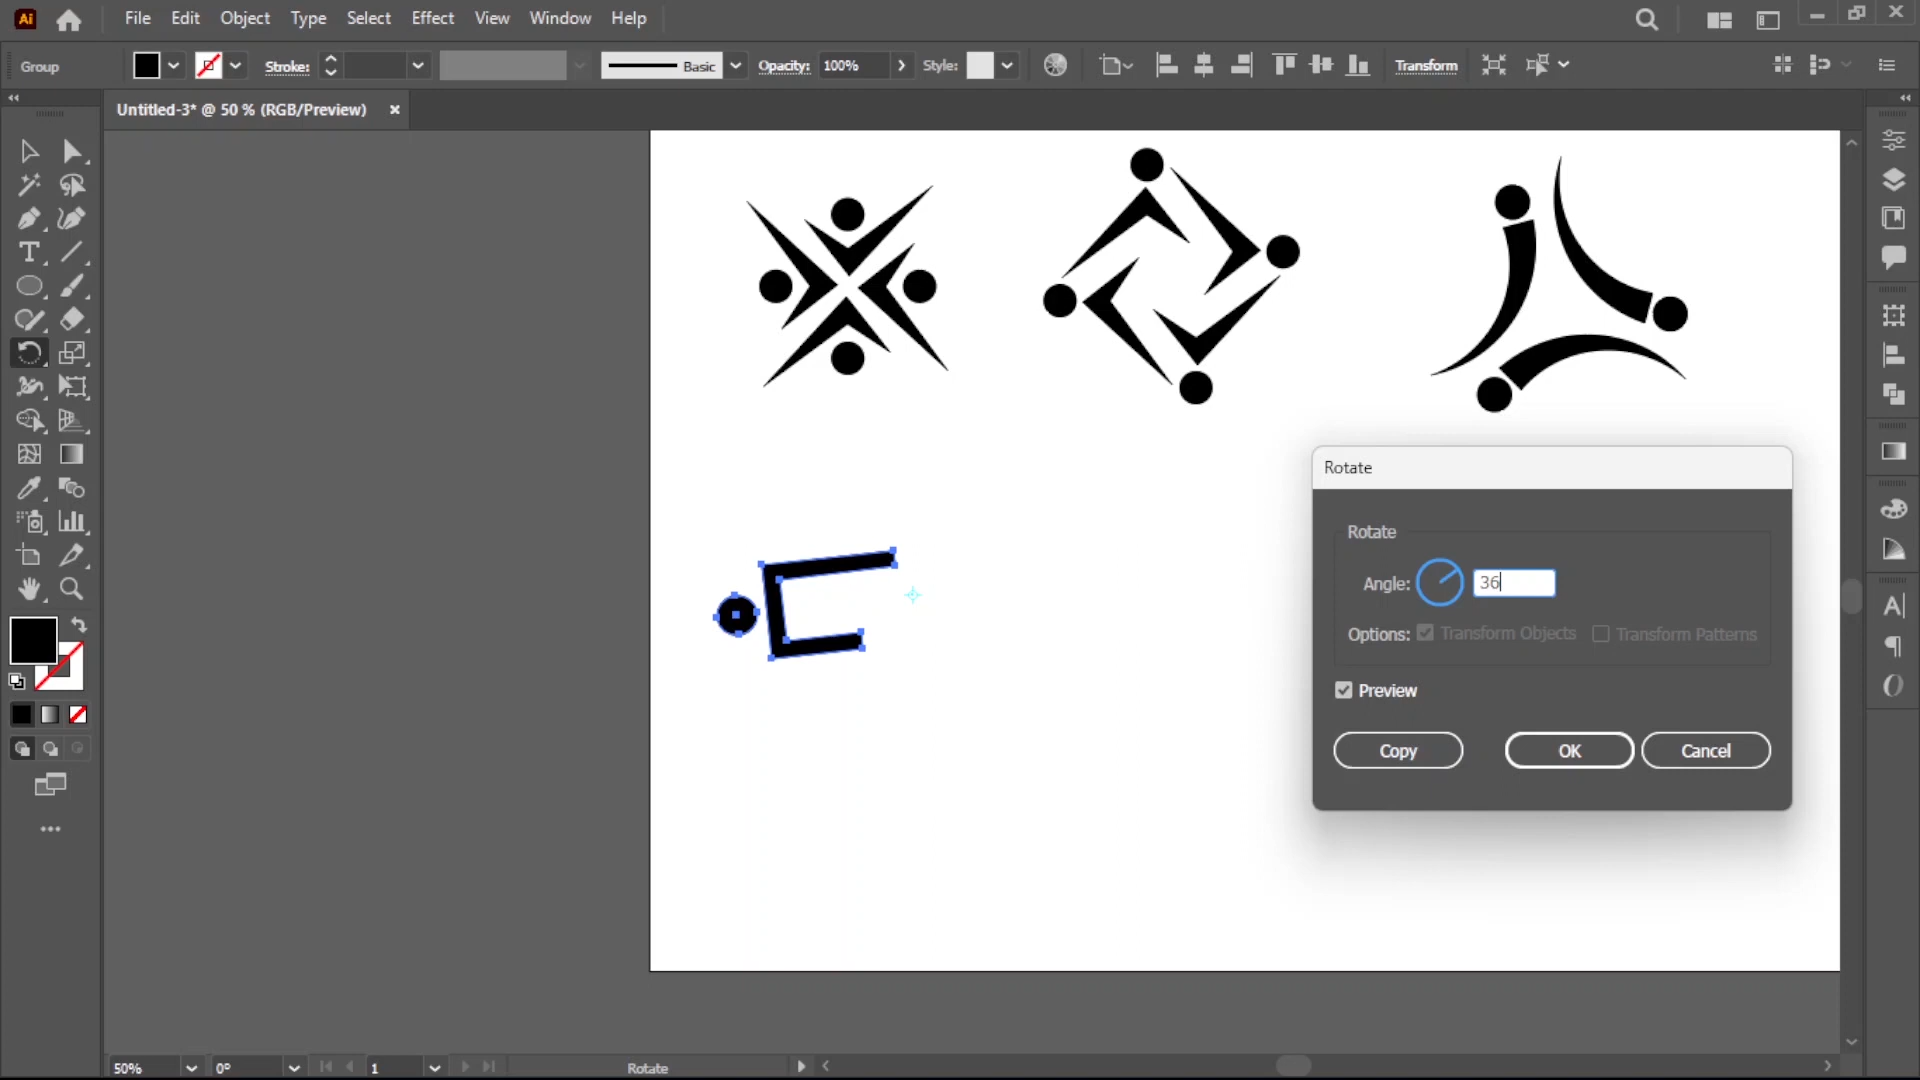 Ai File Edit Object Type Select Effect View Window Help
Group Stroke: Basic Opacity: 100% Style: Transform
Untitled-3* @ 50 % (RGB/Preview)
Rotate
Rotate
Angle: 36
Options: Transform Objects Transform Patterns
Preview
Copy OK Cancel
50% 0° 1 Rotate